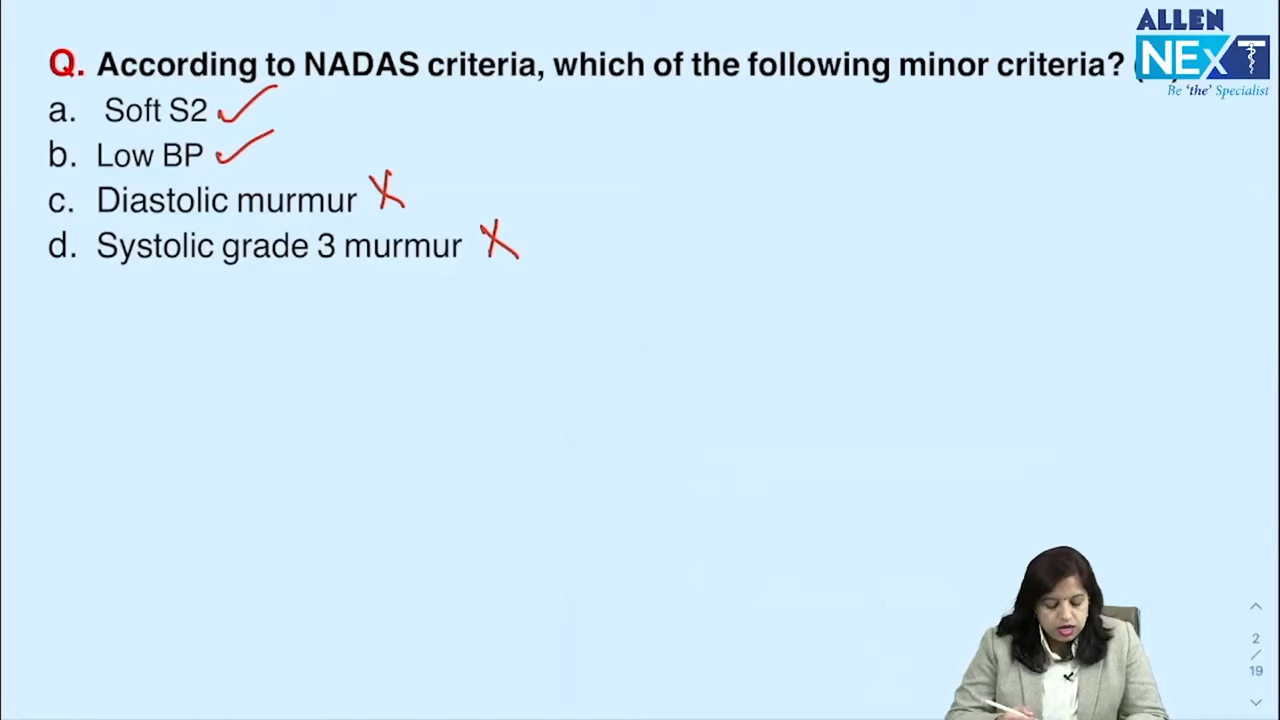 ALLEN
NEXT
Be 'the' Specialist
Q. According to NADAS criteria, which of the following minor criteria?
a. Soft S2 ✓
b. Low BP ✓
c. Diastolic murmur X
d. Systolic grade 3 murmur X
2
/
19